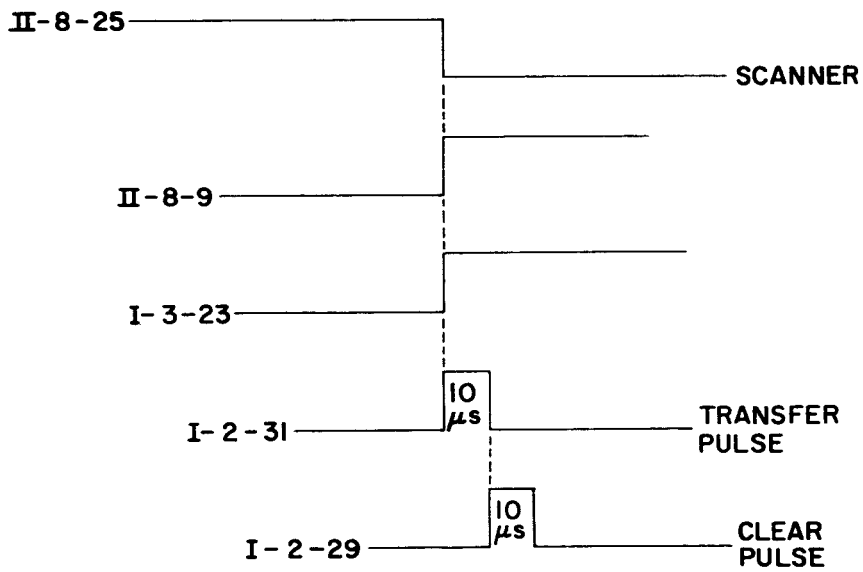 II-8-25
SCANNER
II-8-9
I-3-23
10
μs
I-2-31
TRANSFER
PULSE
10
μs
I-2-29
CLEAR
PULSE